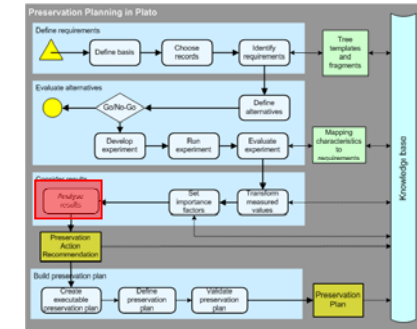 Preservation Planning in Plato
Define requirements
Define basis
Choose
records
Identify
requirements
Tree
templates
and
fragments
Evaluate alternatives
Go/No-Go
Define
alternatives
Develop
experiment
Run
experiment
Evaluate
experiment
Mapping
characteristics
to
requirements
Knowledge base
Consider results
Analyse
results
Set
importance
factors
Transform
measured
values
Preservation
Action
Recommendation
Build preservation plan
Create
executable
preservation plan
Define
preservation
plan
Validate
preservation
plan
Preservation
Plan